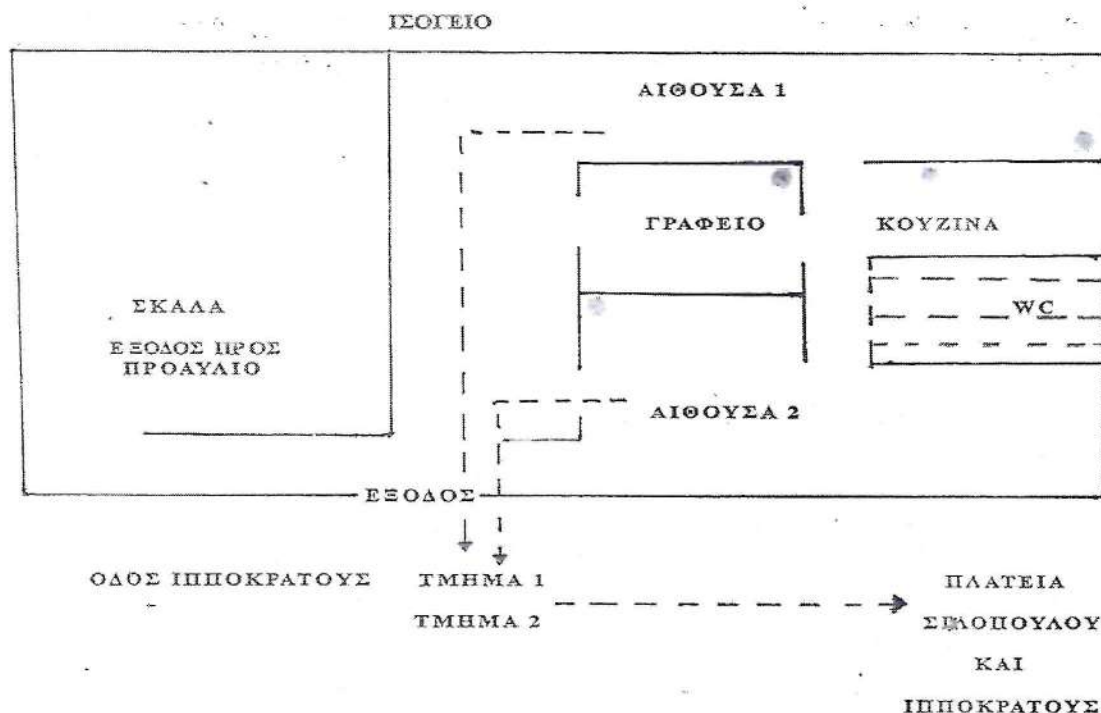 ΙΣΟΓΕΙΟ
ΑΙΘΟΥΣΑ 1
ΓΡΑΦΕΙΟ
ΚΟΥΖΙΝΑ
ΣΚΑΛΑ
ΕΞΟΔΟΣ ΠΡΟΣ
ΠΡΟΑΥΛΙΟ
WC
ΑΙΘΟΥΣΑ 2
ΕΞΟΔΟΣ
ΟΔΟΣ ΙΠΠΟΚΡΑΤΟΥΣ
ΤΜΗΜΑ 1
ΤΜΗΜΑ 2
ΠΛΑΤΕΙΑ
ΚΑΙ
ΙΠΠΟΚΡΑΤΟΥΣ